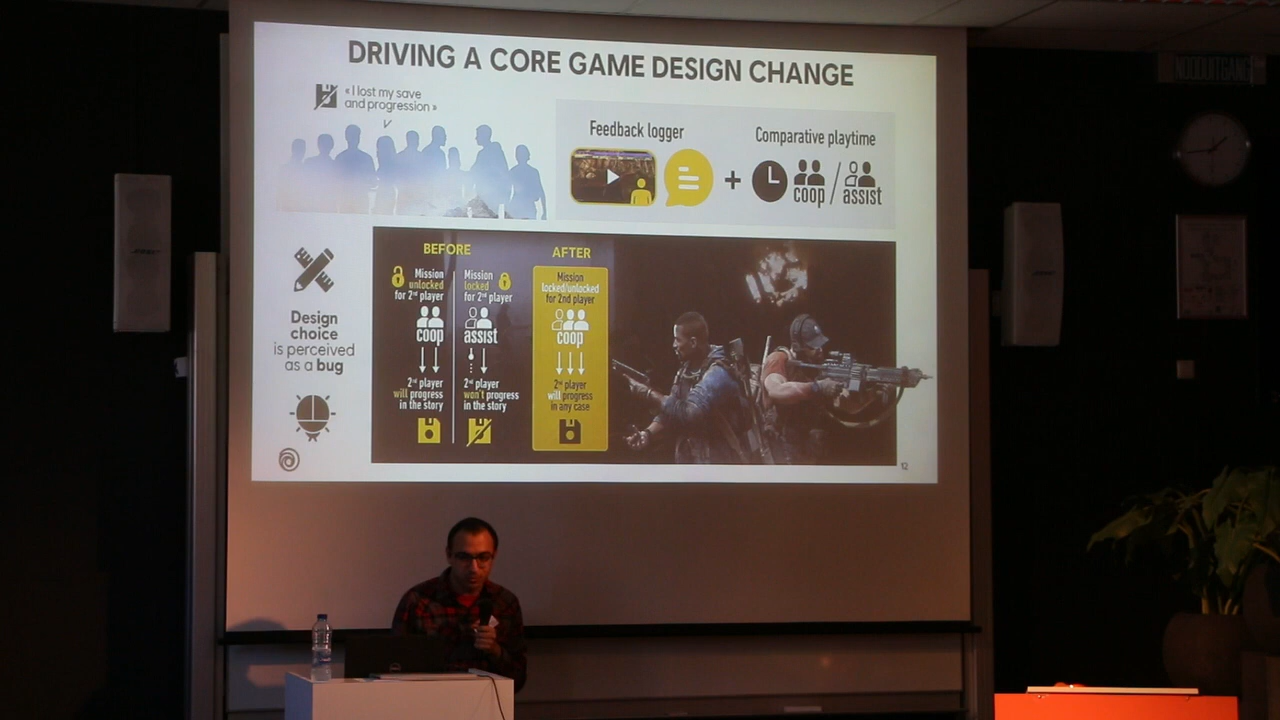 DRIVING A CORE GAME DESIGN CHANGE
« I lost my save
and progression »
Feedback logger
Comparative playtime
+
coop / assist
Design
choice
is perceived
as a bug
BEFORE
Mission
unlocked
for 2nd player
coop
2nd player
will progress
in the story
Mission
locked
for 2nd player
assist
2nd player
won't progress
in the story
AFTER
Mission
locked/unlocked
for 2nd player
coop
2nd player
will progress
in any case
12
NOODUITGANG